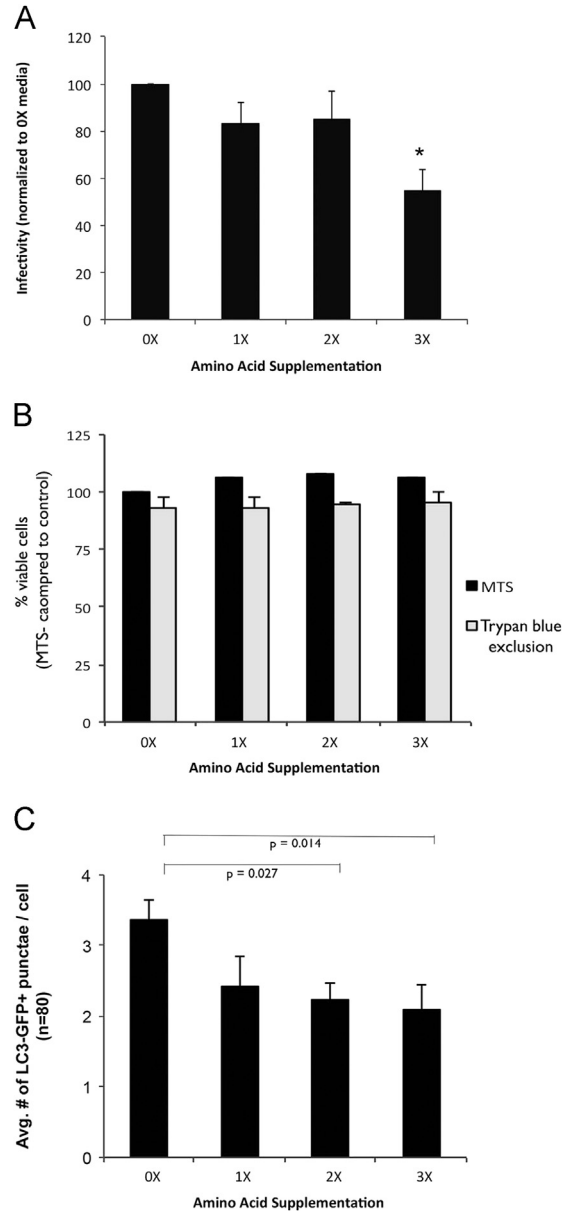 A
Infectivity (normalized to 0X media)
120
100
80
60
40
20
0
*
0X 1X 2X 3X
Amino Acid Supplementation
B
% viable cells
(MTS- caompred to control)
125
100
75
50
25
0
MTS
Trypan blue
exclusion
0X 1X 2X 3X
Amino Acid Supplementation
C
p = 0.014
p = 0.027
Avg. # of LC3-GFP+ punctae / cell
(n=80)
4
3
2
1
0
0X 1X 2X 3X
Amino Acid Supplementation